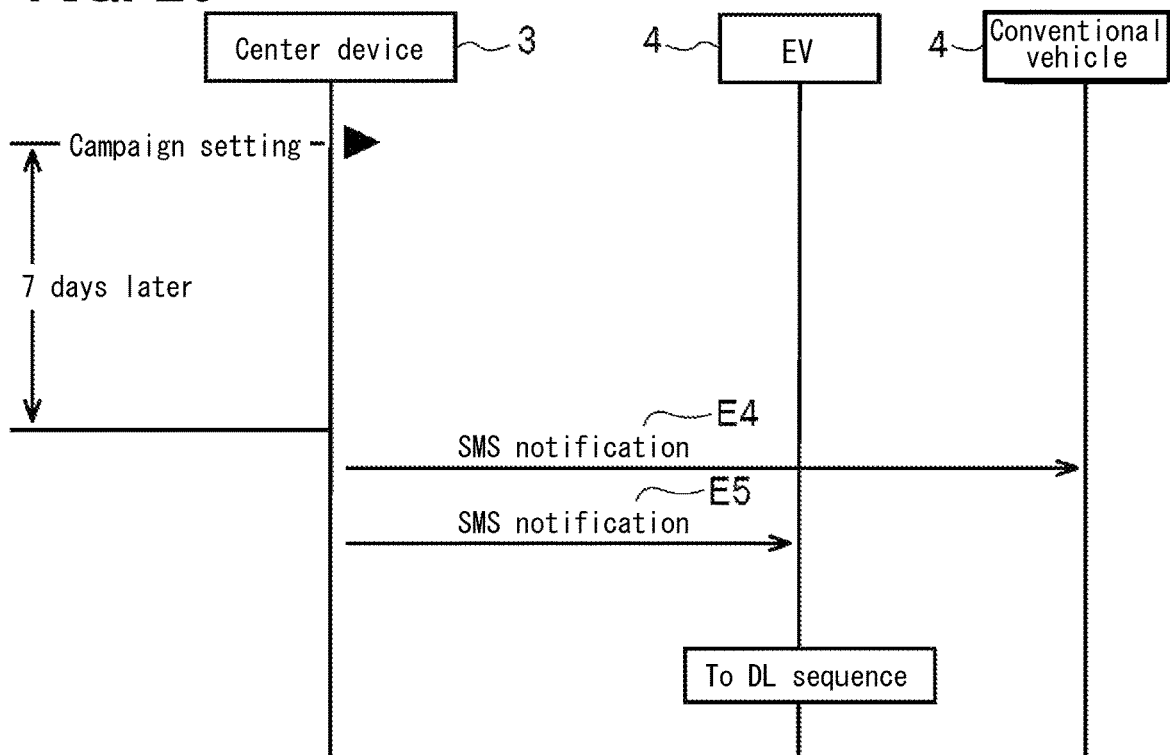 Center device
3
4
EV
4
Conventional
vehicle
Campaign setting
7 days later
E4
SMS notification
E5
SMS notification
To DL sequence